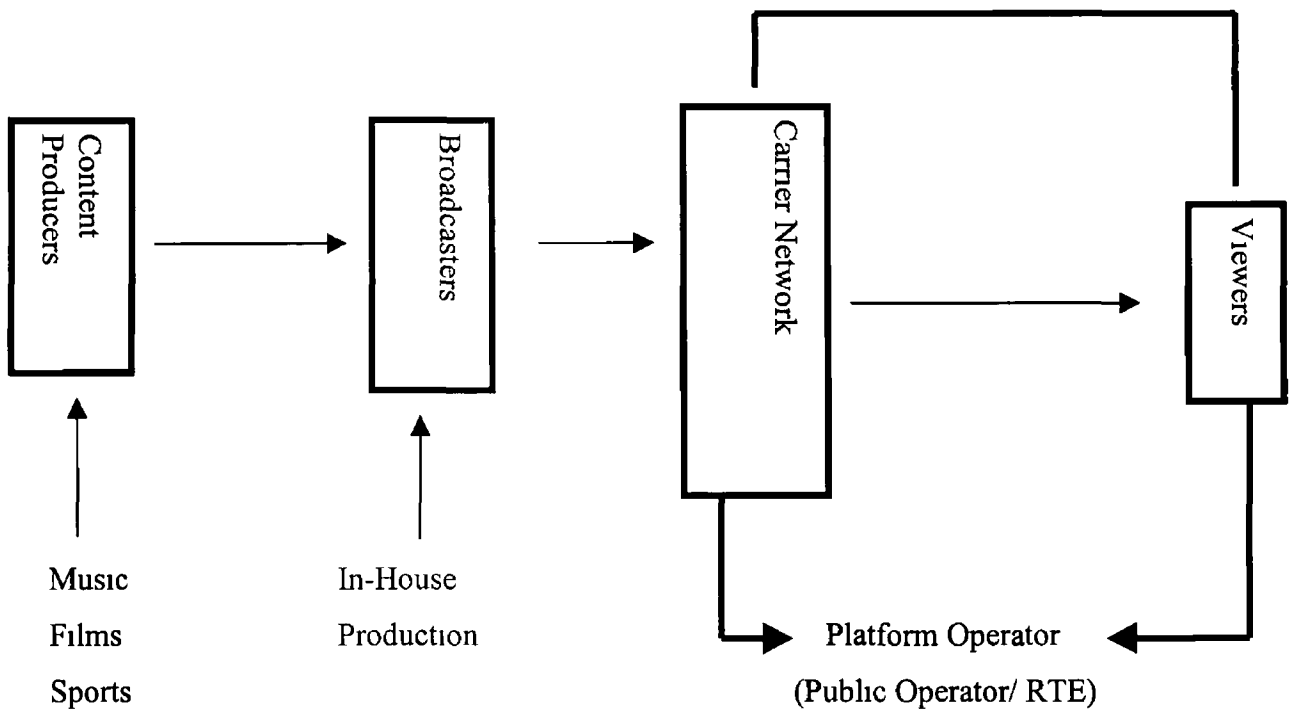 Content
Producers
Broadcasters
Carrier Network
Viewers
Music
Films
Sports
In-House
Production
Platform Operator
(Public Operator/ RTE)